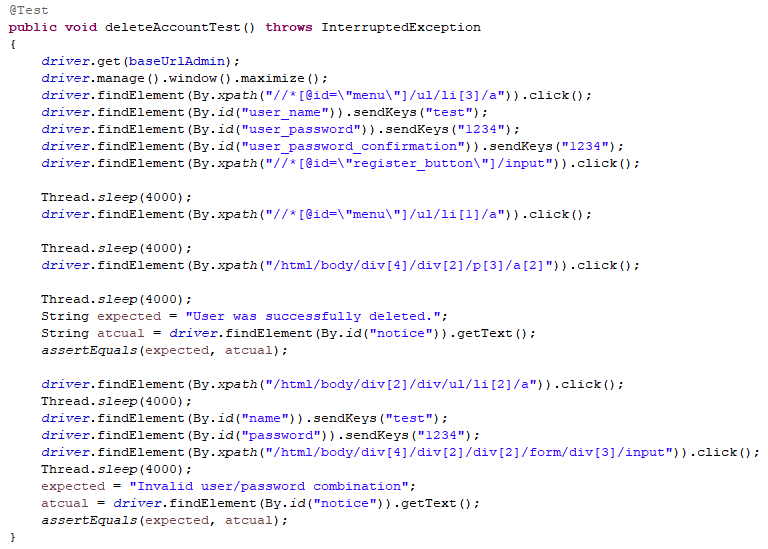 @Test
public void deleteAccountTest() throws InterruptedException
{
    driver.get(baseUrlAdmin);
    driver.manage().window().maximize();
    driver.findElement(By.xpath("//*[@id=\"menu\"]/ul/li[3]/a")).click();
    driver.findElement(By.id("user_name")).sendKeys("test");
    driver.findElement(By.id("user_password")).sendKeys("1234");
    driver.findElement(By.id("user_password_confirmation")).sendKeys("1234");
    driver.findElement(By.xpath("//*[@id=\"register_button\"]/input")).click();

    Thread.sleep(4000);
    driver.findElement(By.xpath("//*[@id=\"menu\"]/ul/li[1]/a")).click();

    Thread.sleep(4000);
    driver.findElement(By.xpath("/html/body/div[4]/div[2]/p[3]/a[2]")).click();

    Thread.sleep(4000);
    String expected = "User was successfully deleted.";
    String atcual = driver.findElement(By.id("notice")).getText();
    assertEquals(expected, atcual);

    driver.findElement(By.xpath("/html/body/div[2]/div/ul/li[2]/a")).click();
    Thread.sleep(4000);
    driver.findElement(By.id("name")).sendKeys("test");
    driver.findElement(By.id("password")).sendKeys("1234");
    driver.findElement(By.xpath("/html/body/div[4]/div[2]/div[2]/form/div[3]/input")).click();
    Thread.sleep(4000);
    expected = "Invalid user/password combination";
    atcual = driver.findElement(By.id("notice")).getText();
    assertEquals(expected, atcual);
}